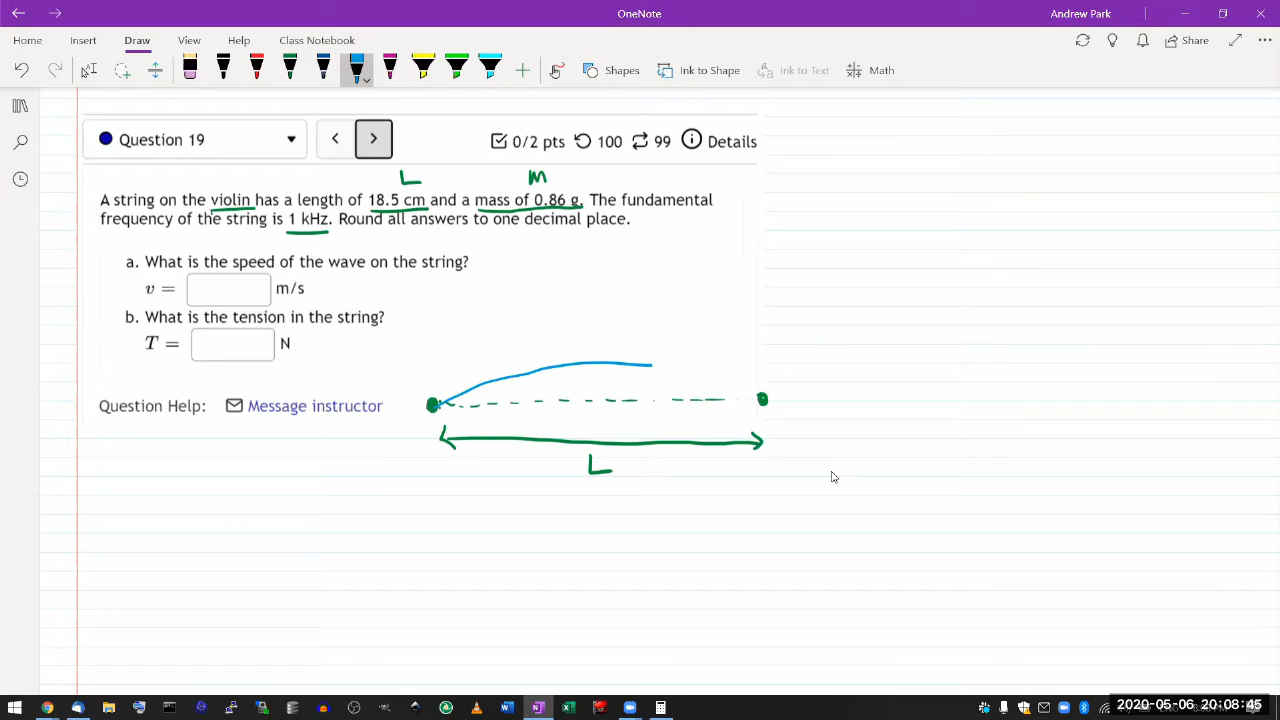 OneNote
Andrew Park
Home Insert Draw View Help Class Notebook
Share
Shapes Ink to Shape Ink to Text Math
Question 19 0/2 pts 100 99 Details
L m
A string on the violin has a length of 18.5 cm and a mass of 0.86 g. The fundamental
frequency of the string is 1 kHz. Round all answers to one decimal place.
a. What is the speed of the wave on the string?
v = m/s
b. What is the tension in the string?
T = N
Question Help: Message instructor
L
2020-05-06 20:08:45